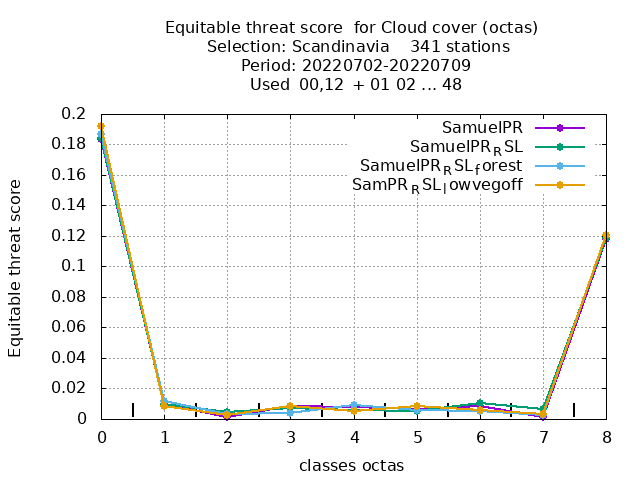 Equitable threat score for Cloud cover (octas)
Selection: Scandinavia 341 stations
Period: 20220702-20220709
Used 00,12 + 01 02 ... 48
SamuelPR
SamuelPR_RSL
SamuelPR_RSL_forest
SamPR_RSL_lowvegoff
0.2
0.18
0.16
0.14
0.12
0.1
0.08
0.06
0.04
0.02
0
Equitable threat score
0 1 2 3 4 5 6 7 8
classes octas